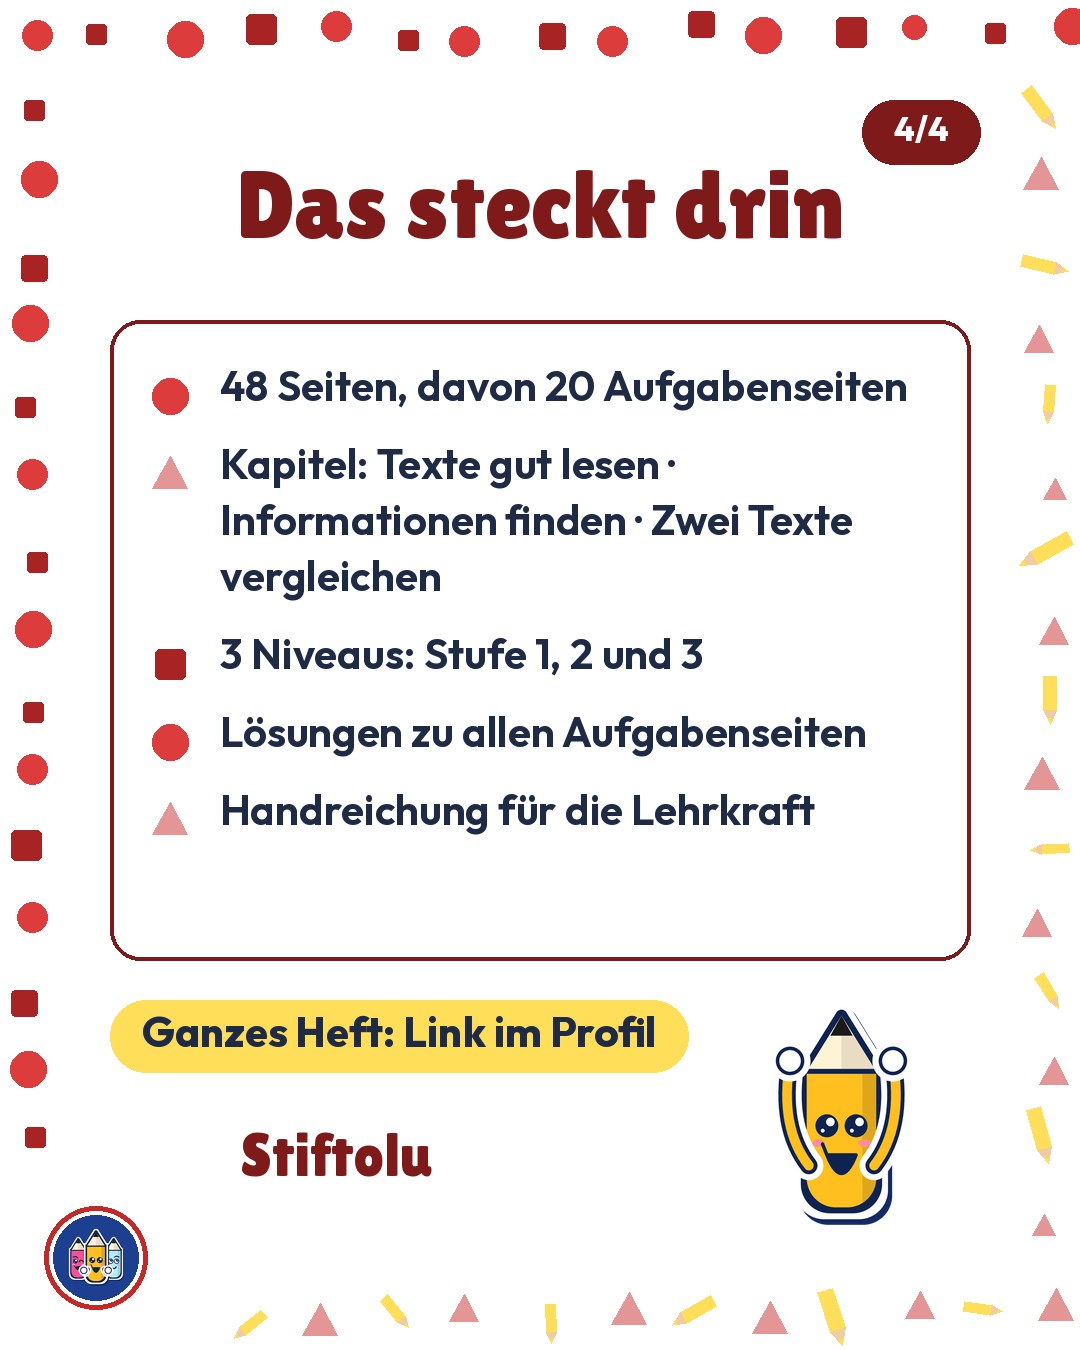 4/4
Das steckt drin
48 Seiten, davon 20 Aufgabenseiten
Kapitel: Texte gut lesen ·
Informationen finden · Zwei Texte
vergleichen
3 Niveaus: Stufe 1, 2 und 3
Lösungen zu allen Aufgabenseiten
Handreichung für die Lehrkraft
Ganzes Heft: Link im Profil
Stiftolu